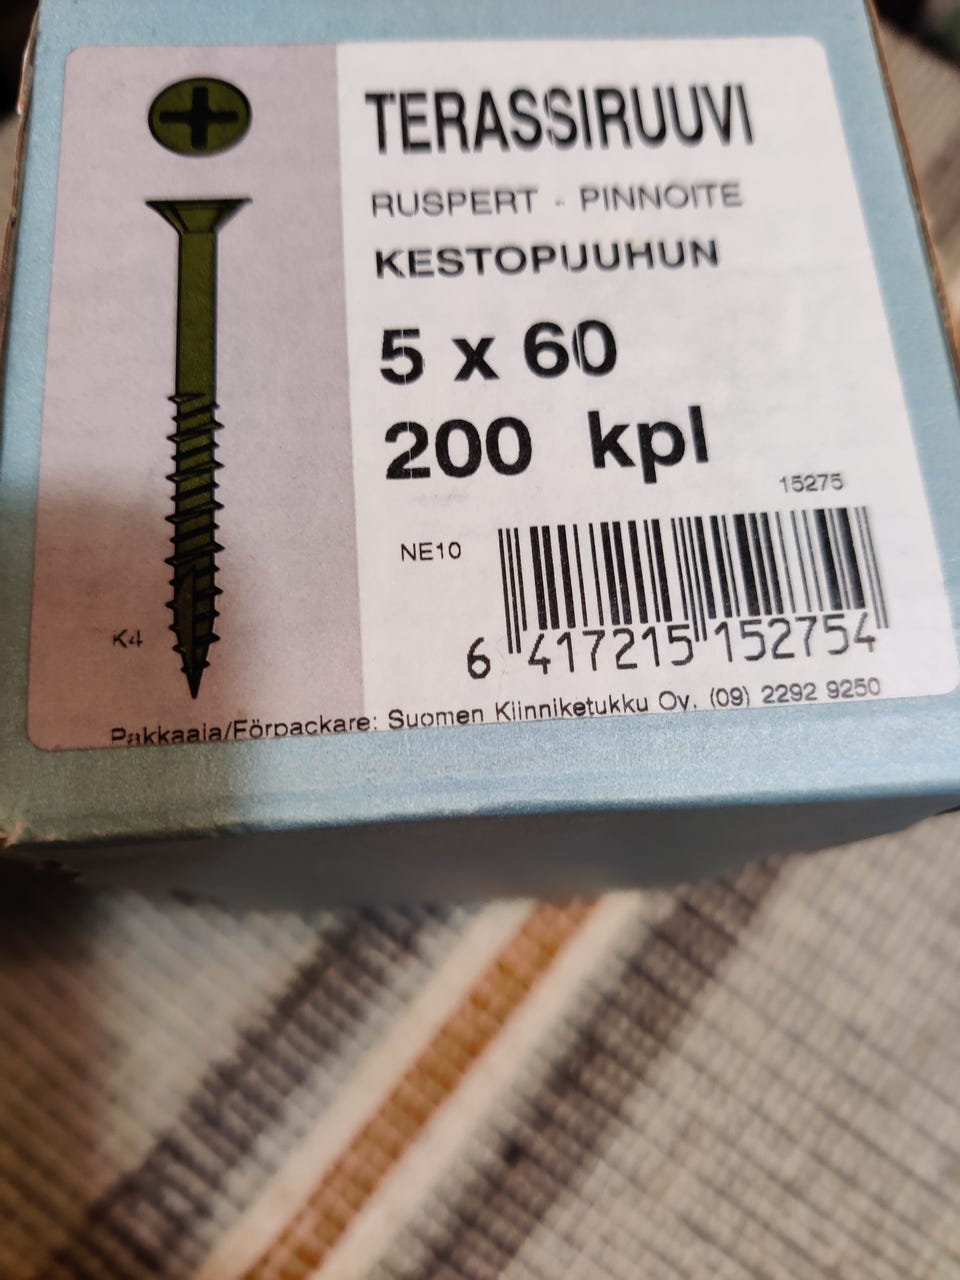 TERASSIRUUVI
RUSPERT - PINNOITE
KESTOPUUHUN
5 x 60
200 kpl
15275
NE10
K4
6 417215 152754
Pakkaaja/Förpackare: Suomen Kiinniketukku Oy. (09) 2292 9250